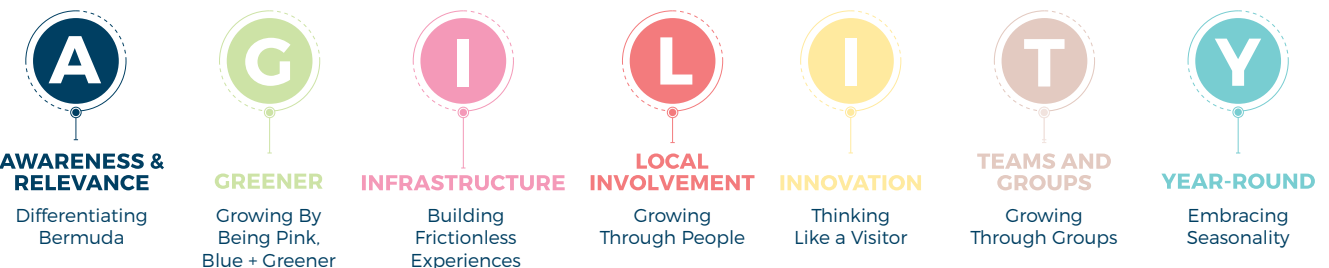 A
AWARENESS &
RELEVANCE
Differentiating
Bermuda
G
GREENER
Growing By
Being Pink,
Blue + Greener
I
INFRASTRUCTURE
Building
Frictionless
Experiences
L
LOCAL
INVOLVEMENT
Growing
Through People
I
INNOVATION
Thinking
Like a Visitor
T
TEAMS AND
GROUPS
Growing
Through Groups
Y
YEAR-ROUND
Embracing
Seasonality